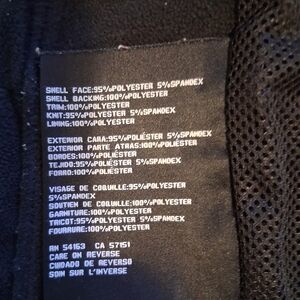 SHELL FACE:95%POLYESTER 5%SPANDEX
SHELL BACKING:100%POLYESTER
TRIM:100%POLYESTER
KNIT:95%POLYESTER 5%SPANDEX
LINING:100%POLYESTER
EXTERIOR CARA:95%POLIÉSTER 5%SPANDEX
EXTERIOR PARTE ATRAS:100%POLIÉSTER
BORDES:100%POLIÉSTER
TEJIDO:95%POLIÉSTER 5%SPANDEX
FORRO:100%POLIÉSTER
VISAGE DE COQUILLE:95%POLYESTER
5%SPANDEX
SOUTIEN DE COQUILLE:100%POLYESTER
GARNITURE:100%POLYESTER
TRICOT:95%POLYESTER 5%SPANDEX
FOURRURE:100%POLYESTER
RN 54163 CA 57151
CARE ON REVERSE
CUIDADO DE REVERSO
SOIN SUR L'INVERSE